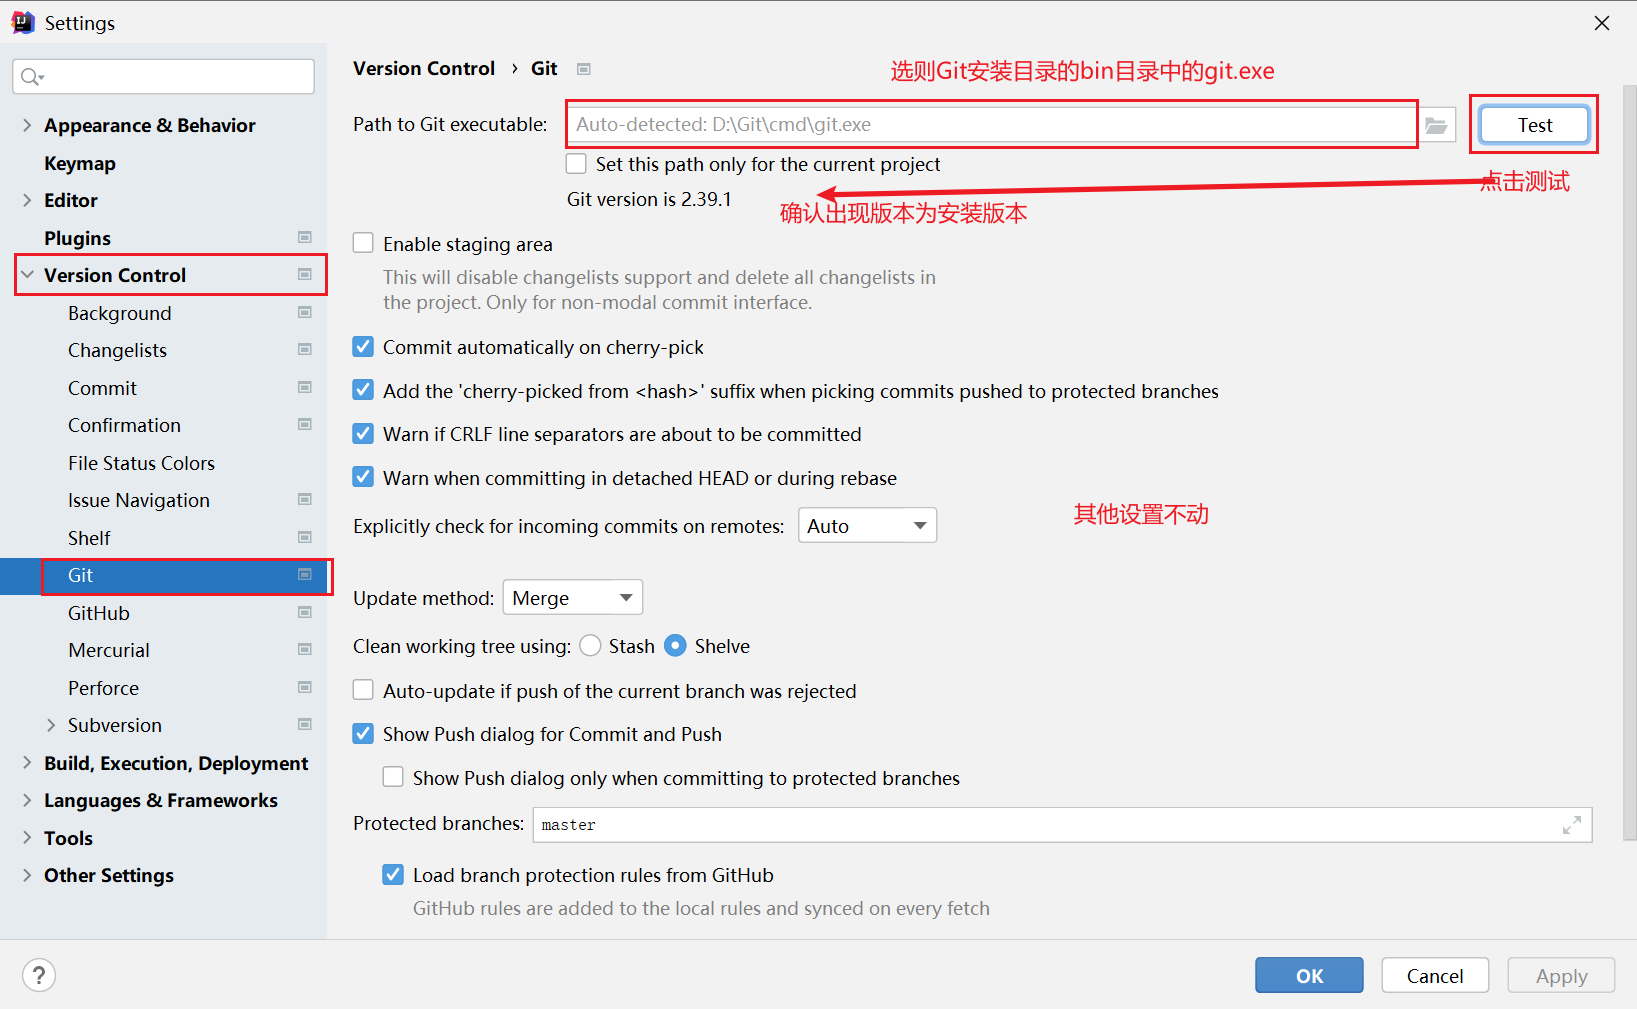 Settings
Version Control › Git
选则Git安装目录的bin目录中的git.exe
Appearance & Behavior
Keymap
Editor
Plugins
Version Control
Background
Changelists
Commit
Confirmation
File Status Colors
Issue Navigation
Shelf
Git
GitHub
Mercurial
Perforce
Subversion
Build, Execution, Deployment
Languages & Frameworks
Tools
Other Settings
Path to Git executable: Auto-detected: D:\Git\cmd\git.exe Test
Set this path only for the current project
点击测试
Git version is 2.39.1
确认出现版本为安装版本
Enable staging area
This will disable changelists support and delete all changelists in
the project. Only for non-modal commit interface.
Commit automatically on cherry-pick
Add the 'cherry-picked from <hash>' suffix when picking commits pushed to protected branches
Warn if CRLF line separators are about to be committed
Warn when committing in detached HEAD or during rebase
Explicitly check for incoming commits on remotes: Auto
其他设置不动
Update method: Merge
Clean working tree using: Stash Shelve
Auto-update if push of the current branch was rejected
Show Push dialog for Commit and Push
Show Push dialog only when committing to protected branches
Protected branches: master
Load branch protection rules from GitHub
GitHub rules are added to the local rules and synced on every fetch
? OK Cancel Apply